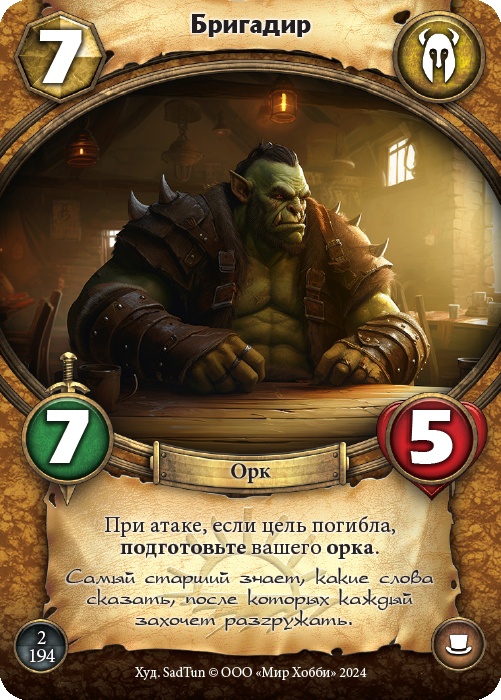 Бригадир
7
7
5
Орк
При атаке, если цель погибла,
подготовьте вашего орка.
Самый старший знает, какие слова
сказать, после которых каждый
захочет разгружать.
2
194
Худ. SadTun © ООО «Мир Хобби» 2024